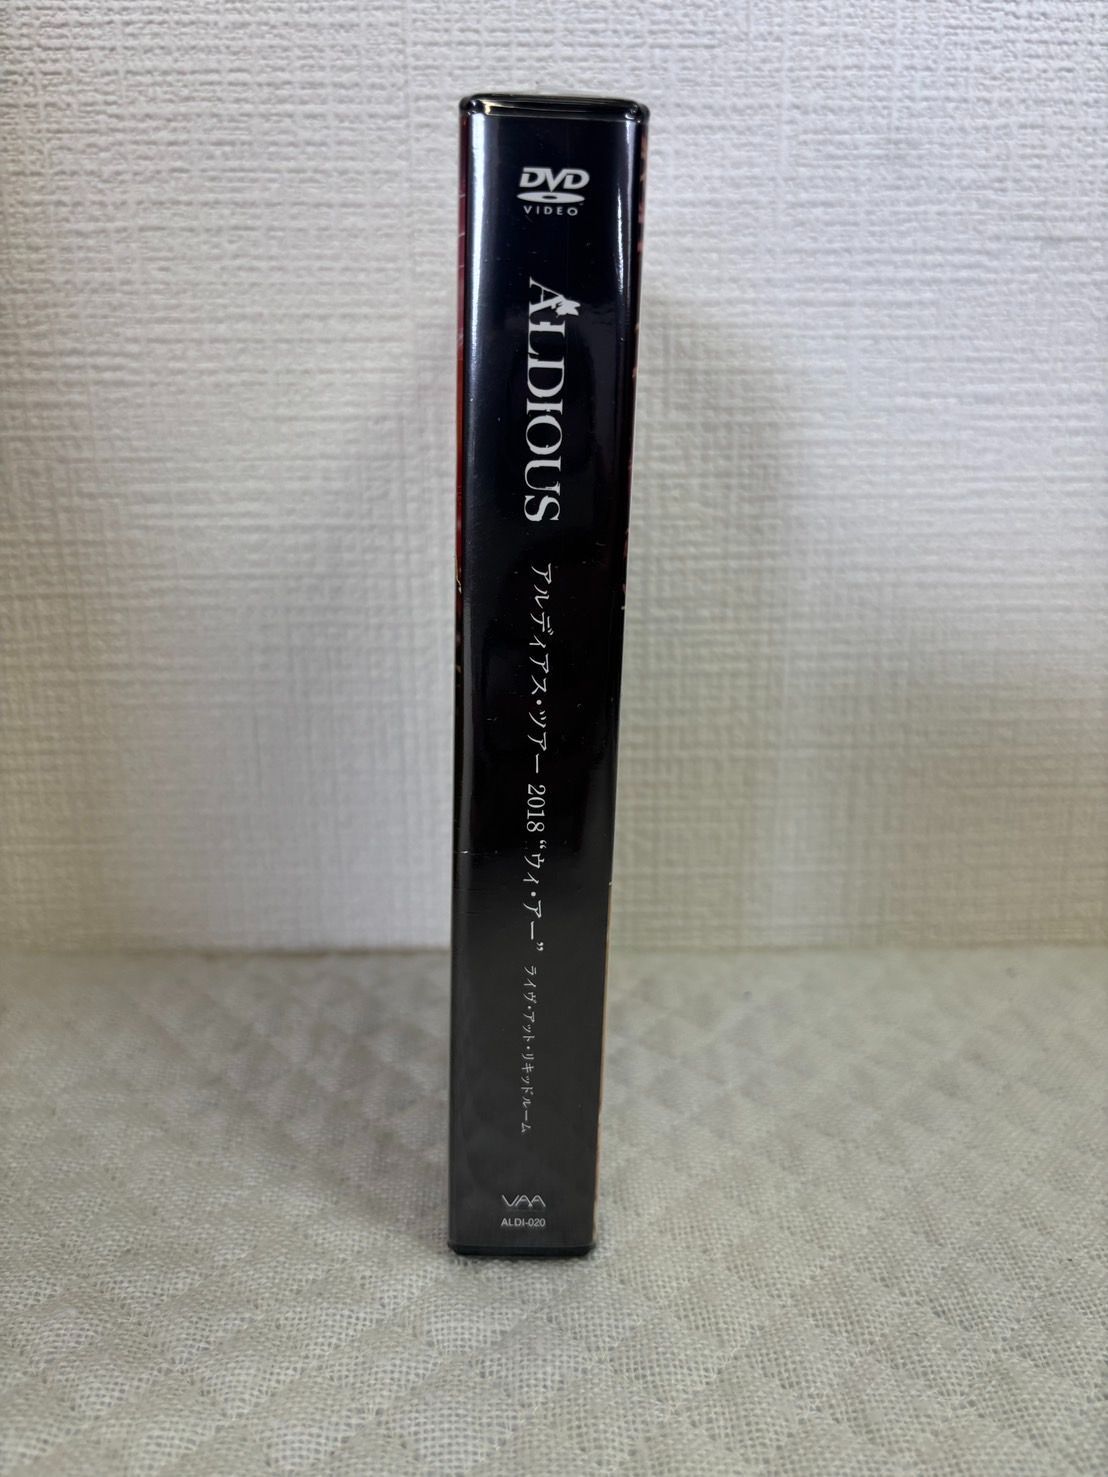 DVD
VIDEO
ALDIOUS
アルディアス・ツアー 2018 “ウィ・アー” ライヴ・アット・リキッドルーム
VAA
ALDI-020